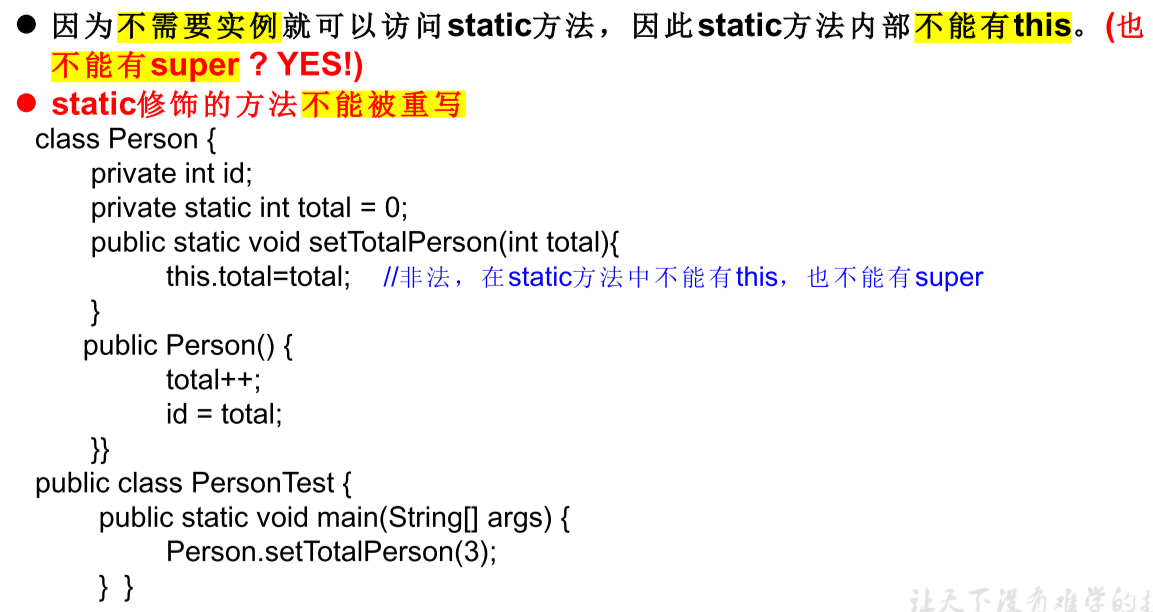 ● 因为不需要实例就可以访问static方法，因此static方法内部不能有this。(也
不能有super ? YES!)
● static修饰的方法不能被重写
class Person {
private int id;
private static int total = 0;
public static void setTotalPerson(int total){
this.total=total; //非法，在static方法中不能有this，也不能有super
}
public Person() {
total++;
id = total;
}}
public class PersonTest {
public static void main(String[] args) {
Person.setTotalPerson(3);
} }
让天下没有难学的